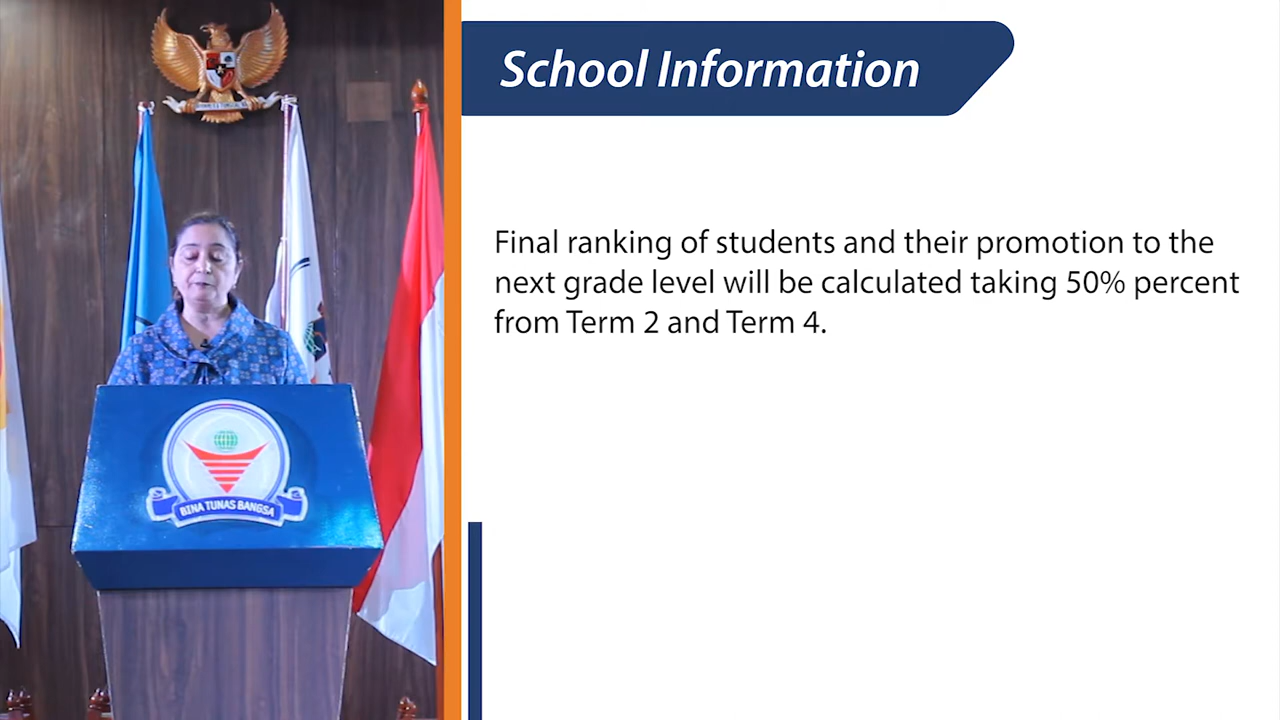 School Information
Final ranking of students and their promotion to the
next grade level will be calculated taking 50% percent
from Term 2 and Term 4.
BINA TUNAS BANGSA